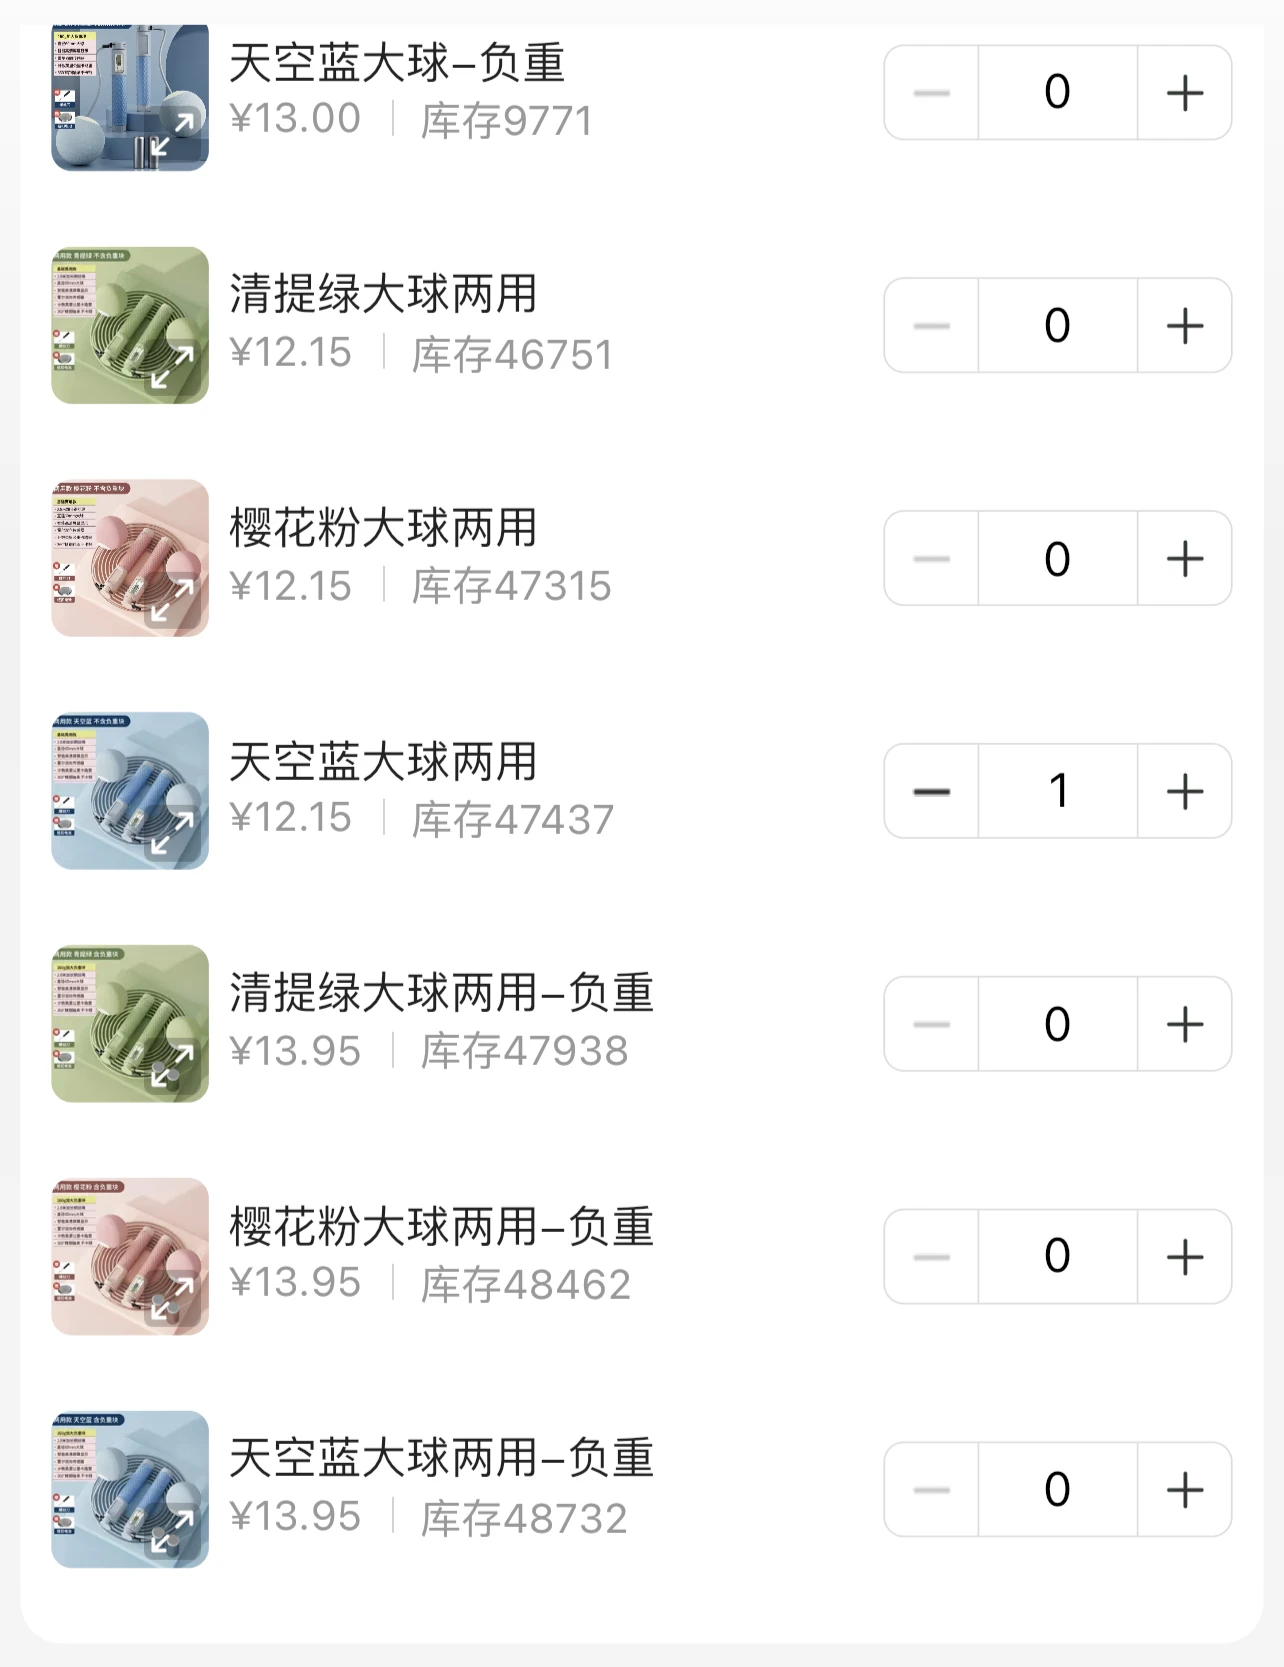 天空蓝大球–负重
¥13.00 | 库存9771
0
清提绿大球两用
¥12.15 | 库存46751
0
樱花粉大球两用
¥12.15 | 库存47315
0
天空蓝大球两用
¥12.15 | 库存47437
1
清提绿大球两用–负重
¥13.95 | 库存47938
0
樱花粉大球两用–负重
¥13.95 | 库存48462
0
天空蓝大球两用–负重
¥13.95 | 库存48732
0